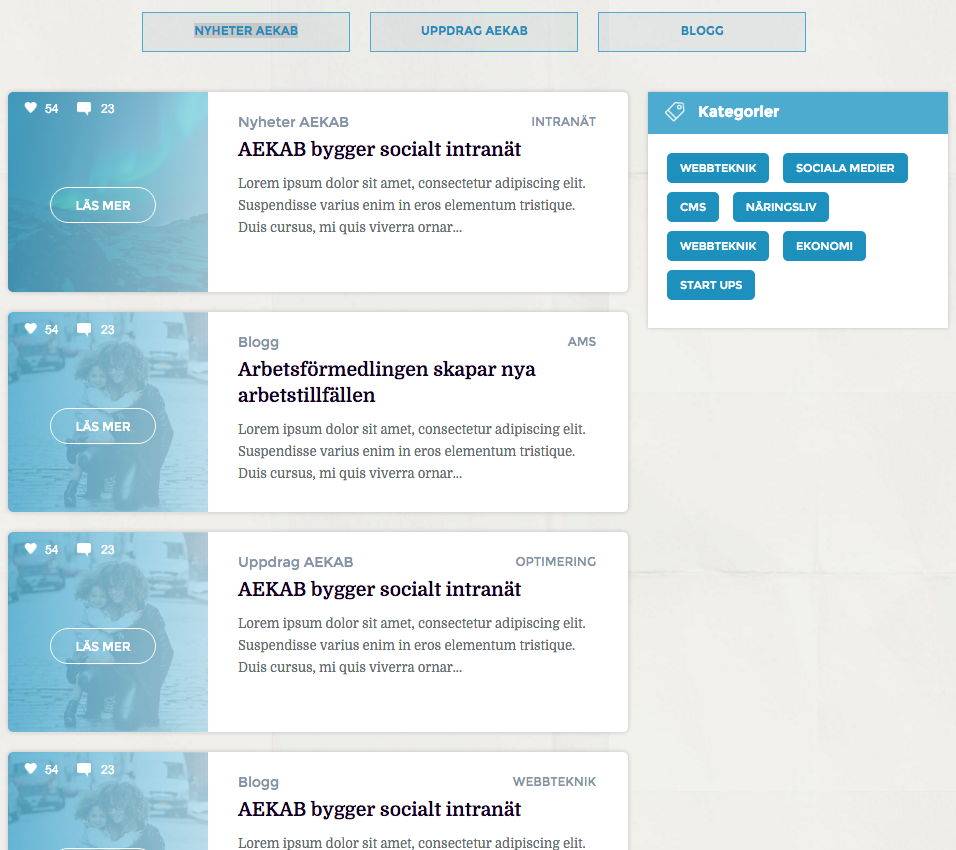 NYHETER AEKAB
UPPDRAG AEKAB
BLOGG
54 23
LÄS MER
Nyheter AEKAB
INTRANÄT
AEKAB bygger socialt intranät
Lorem ipsum dolor sit amet, consectetur adipiscing elit.
Suspendisse varius enim in eros elementum tristique.
Duis cursus, mi quis viverra ornar...
54 23
LÄS MER
Blogg
AMS
Arbetsförmedlingen skapar nya
arbetstillfällen
Lorem ipsum dolor sit amet, consectetur adipiscing elit.
Suspendisse varius enim in eros elementum tristique.
Duis cursus, mi quis viverra ornar...
54 23
LÄS MER
Uppdrag AEKAB
OPTIMERING
AEKAB bygger socialt intranät
Lorem ipsum dolor sit amet, consectetur adipiscing elit.
Suspendisse varius enim in eros elementum tristique.
Duis cursus, mi quis viverra ornar...
54 23
Blogg
WEBBTEKNIK
AEKAB bygger socialt intranät
Lorem ipsum dolor sit amet, consectetur adipiscing elit.
Kategorier
WEBBTEKNIK SOCIALA MEDIER
CMS NÄRINGSLIV
WEBBTEKNIK EKONOMI
START UPS